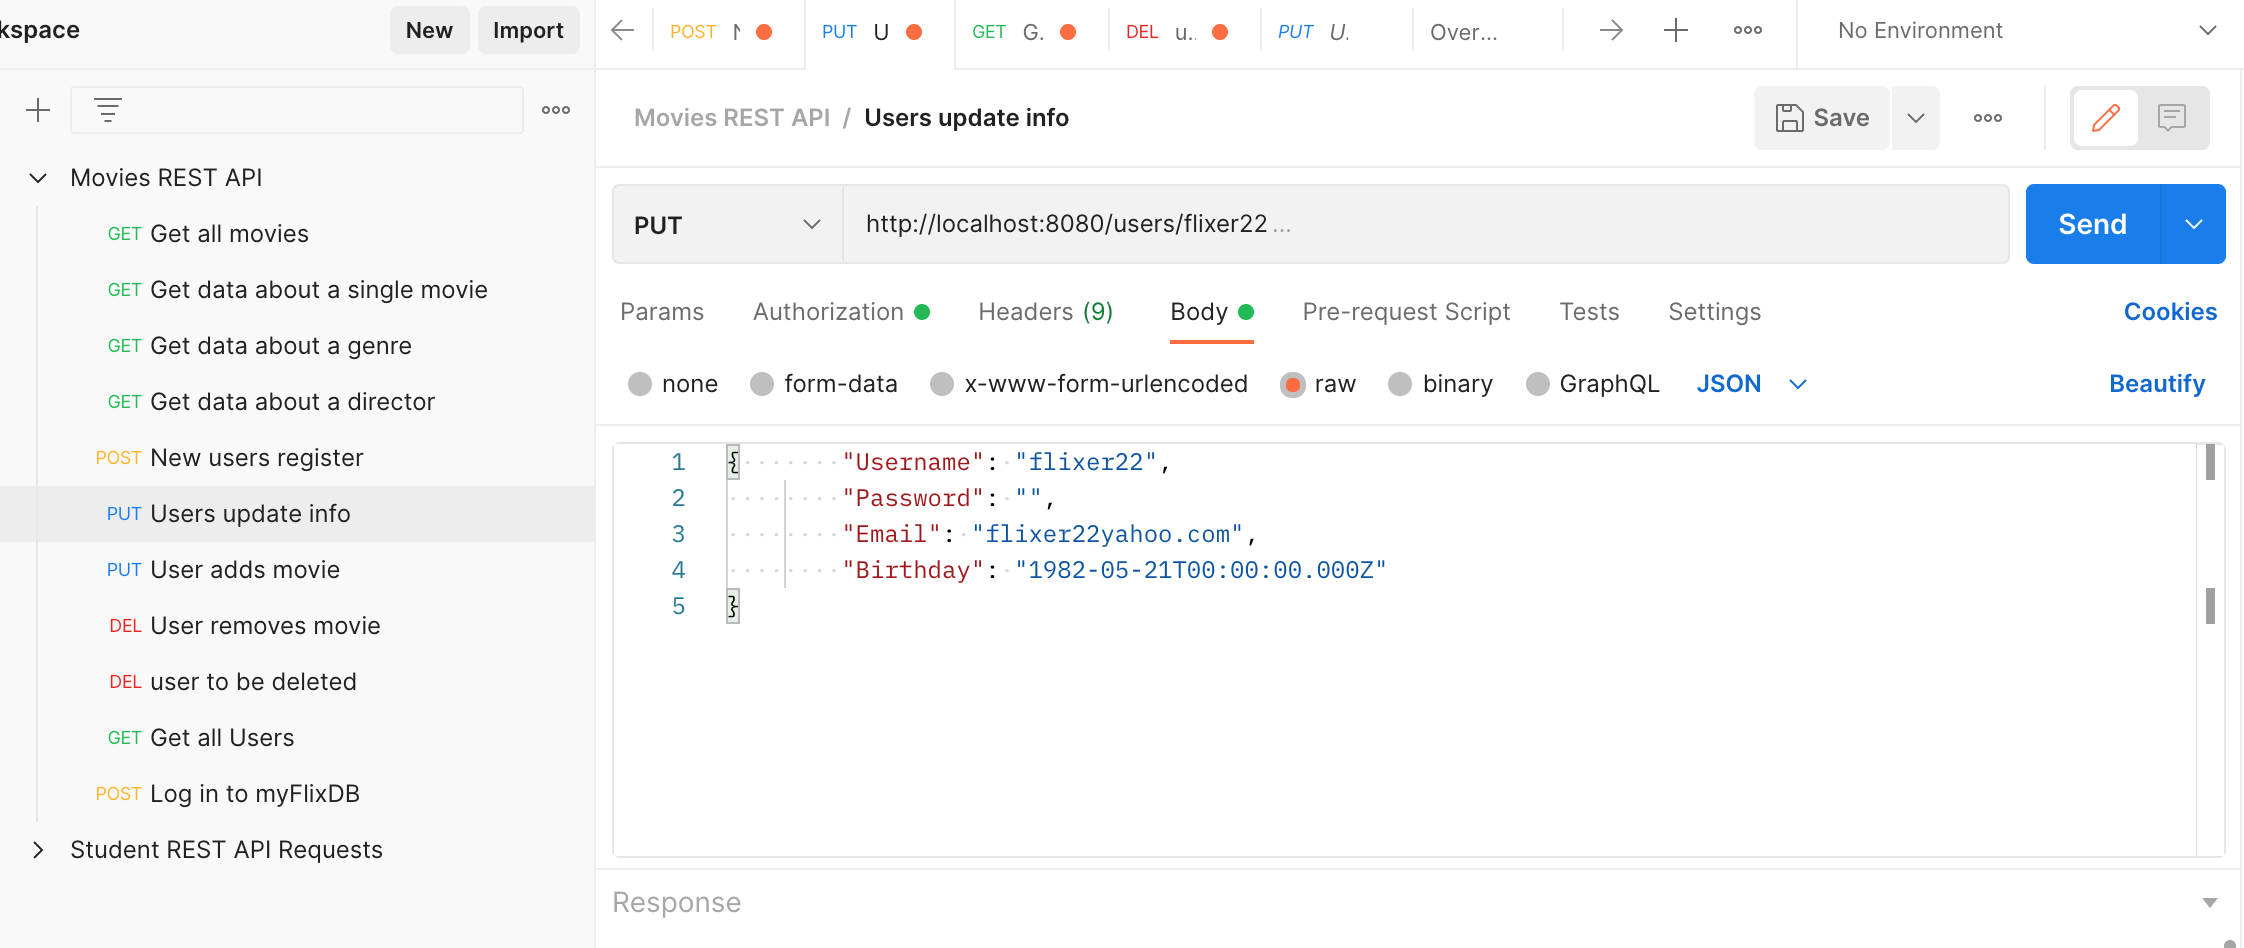 kspace New Import
POST PUT U GET G. DEL u.. PUT U. Over... No Environment
Movies REST API / Users update info Save
Movies REST API
GET Get all movies
GET Get data about a single movie
GET Get data about a genre
GET Get data about a director
POST New users register
PUT Users update info
PUT User adds movie
DEL User removes movie
DEL user to be deleted
GET Get all Users
POST Log in to myFlixDB
Student REST API Requests
PUT http://localhost:8080/users/flixer22 ... Send
Params Authorization Headers (9) Body Pre-request Script Tests Settings Cookies
none form-data x-www-form-urlencoded raw binary GraphQL JSON Beautify
1 { "Username": "flixer22",
2 "Password": "",
3 "Email": "flixer22yahoo.com",
4 "Birthday": "1982-05-21T00:00:00.000Z"
5 }
Response